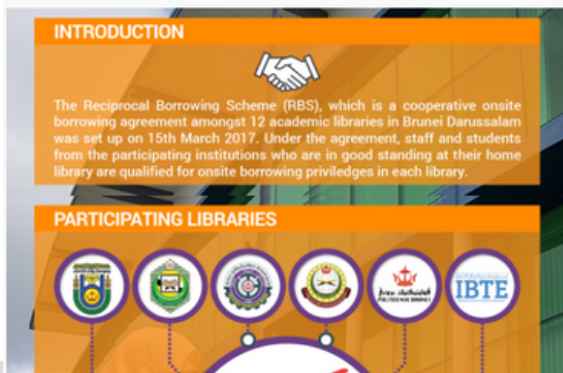 INTRODUCTION
The Reciprocal Borrowing Scheme (RBS), which is a cooperative onsite
borrowing agreement amongst 12 academic libraries in Brunei Darussalam
was set up on 15th March 2017. Under the agreement, staff and students
from the participating institutions who are in good standing at their home
library are qualified for onsite borrowing priviledges in each library.
PARTICIPATING LIBRARIES
POLITEKNIK BRUNEI
IBTE